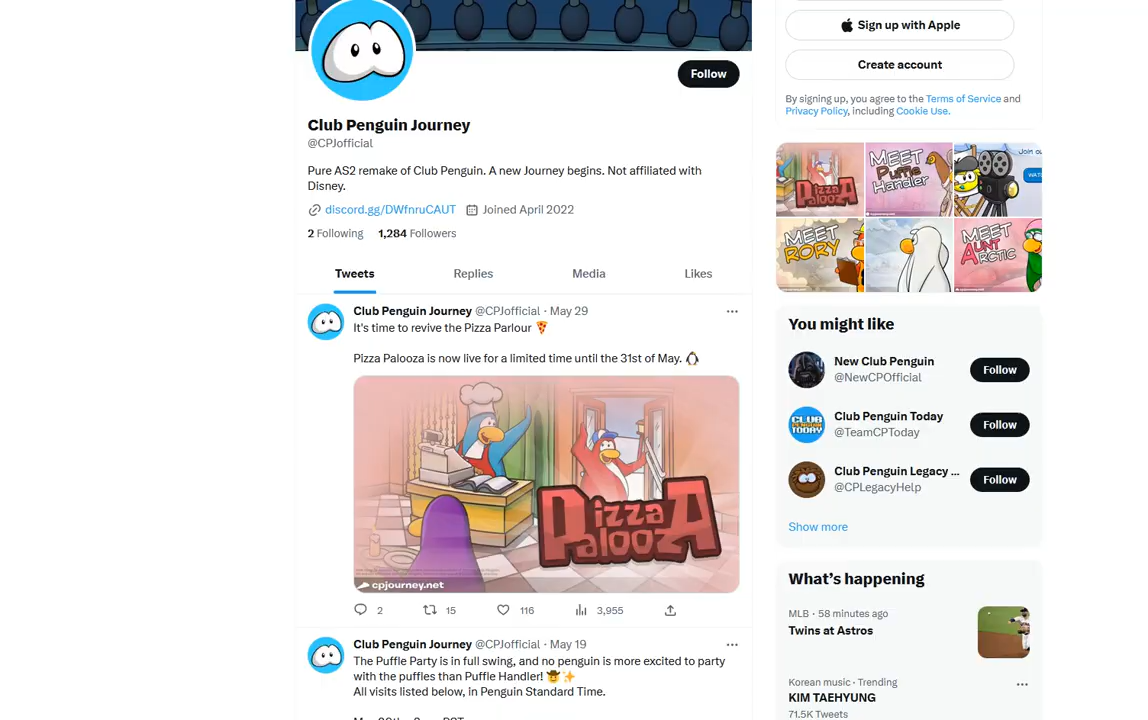 Sign up with Apple
Create account
By signing up, you agree to the Terms of Service and
Privacy Policy, including Cookie Use.
Follow
Club Penguin Journey
@CPJofficial
Pure AS2 remake of Club Penguin. A new Journey begins. Not affiliated with
Disney.
discord.gg/DWfnruCAUT Joined April 2022
2 Following 1,284 Followers
Tweets Replies Media Likes
Club Penguin Journey @CPJofficial · May 29
It's time to revive the Pizza Parlour 🍕
Pizza Palooza is now live for a limited time until the 31st of May. 🐧
Pizza
Palooza
cpjourney.net
2 15 116 3,955
Club Penguin Journey @CPJofficial · May 19
The Puffle Party is in full swing, and no penguin is more excited to party
with the puffles than Puffle Handler! 🤠✨
All visits listed below, in Penguin Standard Time.
Pizza
Palooza
MEET
Puffle
Handler
Join ou
WAT
MEET
RORY
MEET
AUNT
ARCTIC
You might like
New Club Penguin
@NewCPOfficial
Follow
CLUB
PENGUIN
TODAY
Club Penguin Today
@TeamCPToday
Follow
Club Penguin Legacy ...
@CPLegacyHelp
Follow
Show more
What's happening
MLB · 58 minutes ago
Twins at Astros
Korean music · Trending
KIM TAEHYUNG
71.5K Tweets